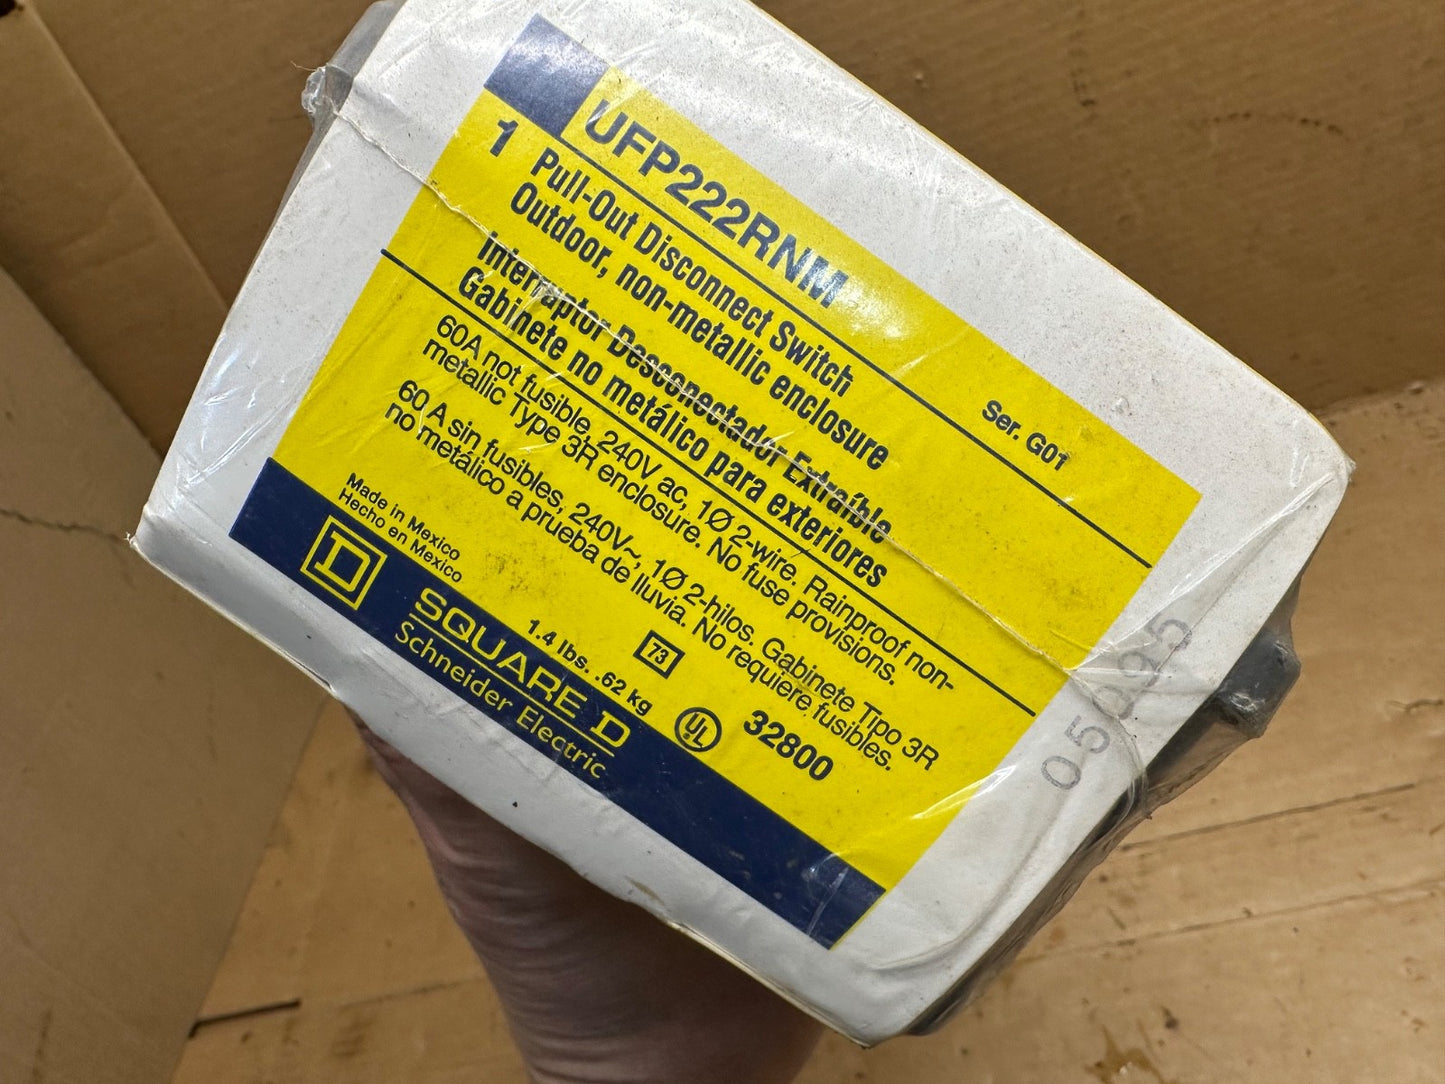 UFP222RNM
1 Pull-Out Disconnect Switch
Outdoor, non-metallic enclosure
Ser. G01
Interruptor Desconectador Extraíble
Gabinete no metálico para exteriores
60A not fusible, 240V ac, 1Ø 2-wire. Rainproof non-
metallic Type 3R enclosure. No fuse provisions.
60 A sin fusibles, 240V~, 1Ø 2-hilos. Gabinete Tipo 3R
no metálico a prueba de lluvia. No requiere fusibles.
Made in Mexico
Hecho en Mexico
1.4 lbs. .62 kg
73
UL
32800
D
SQUARE D
Schneider Electric